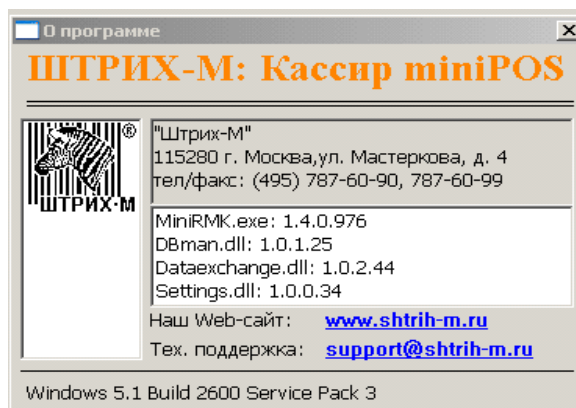 О программе
ШТРИХ-М: Кассир miniPOS
®
ШТРИХ-М
"Штрих-М"
115280 г. Москва,ул. Мастеркова, д. 4
тел/факс: (495) 787-60-90, 787-60-99
MiniRMK.exe: 1.4.0.976
DBman.dll: 1.0.1.25
Dataexchange.dll: 1.0.2.44
Settings.dll: 1.0.0.34
Наш Web-сайт: www.shtrih-m.ru
Тех. поддержка: support@shtrih-m.ru
Windows 5.1 Build 2600 Service Pack 3